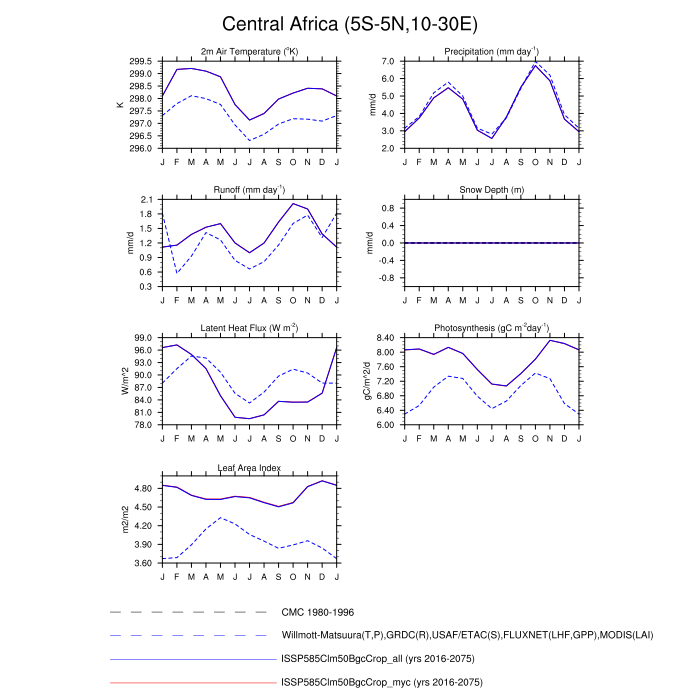 Central Africa (5S-5N,10-30E)
2m Air Temperature (°K)
Precipitation (mm day⁻¹)
299.5
299.0
298.5
298.0
297.5
297.0
296.5
296.0
K
J F M A M J J A S O N D J
7.0
6.0
5.0
4.0
3.0
2.0
mm/d
J F M A M J J A S O N D J
Runoff (mm day⁻¹)
Snow Depth (m)
2.1
1.8
1.5
1.2
0.9
0.6
0.3
mm/d
J F M A M J J A S O N D J
0.8
0.4
0.0
-0.4
-0.8
mm/d
J F M A M J J A S O N D J
Latent Heat Flux (W m⁻²)
Photosynthesis (gC m⁻²day⁻¹)
99.0
96.0
93.0
90.0
87.0
84.0
81.0
78.0
W/m^2
J F M A M J J A S O N D J
8.40
8.00
7.60
7.20
6.80
6.40
6.00
gC/m^2/d
J F M A M J J A S O N D J
Leaf Area Index
4.80
4.50
4.20
3.90
3.60
m2/m2
J F M A M J J A S O N D J
CMC 1980-1996
Willmott-Matsuura(T,P),GRDC(R),USAF/ETAC(S),FLUXNET(LHF,GPP),MODIS(LAI)
ISSP585Clm50BgcCrop_all (yrs 2016-2075)
ISSP585Clm50BgcCrop_myc (yrs 2016-2075)